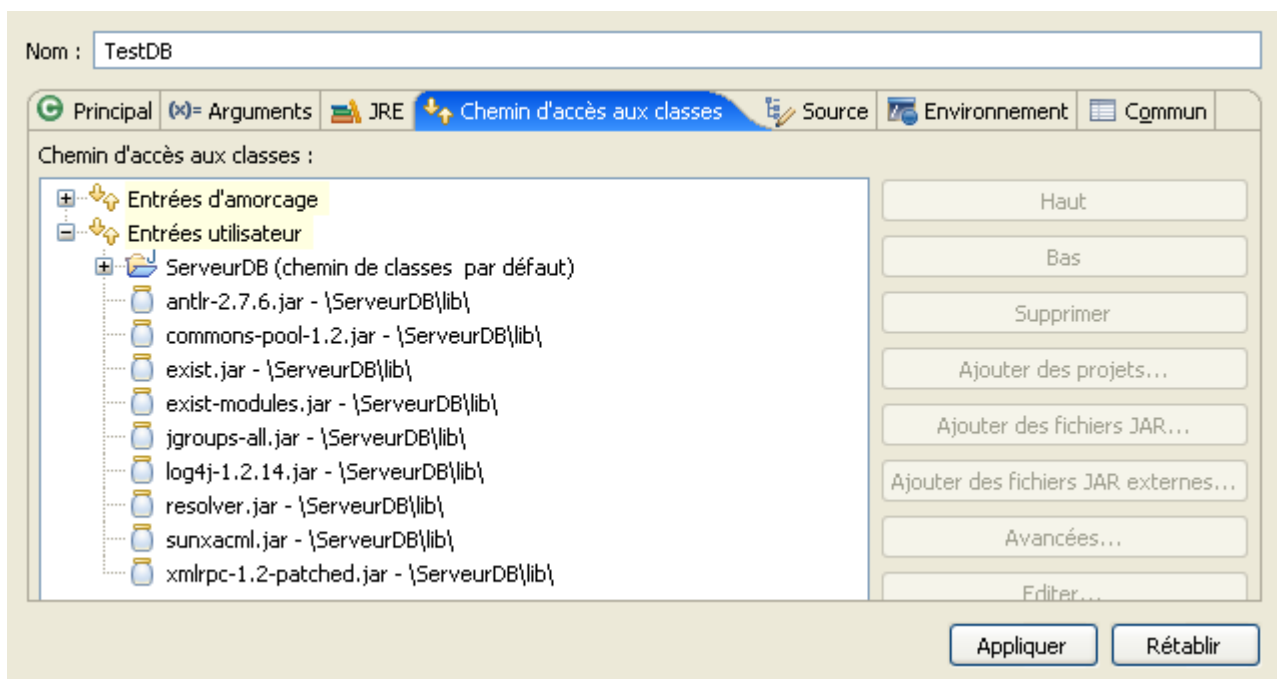 Nom : TestDB
Principal (x)= Arguments JRE Chemin d'accès aux classes Source Environnement Commun
Chemin d'accès aux classes :
Entrées d'amorcage
Entrées utilisateur
ServeurDB (chemin de classes par défaut)
antlr-2.7.6.jar - \ServeurDB\lib\
commons-pool-1.2.jar - \ServeurDB\lib\
exist.jar - \ServeurDB\lib\
exist-modules.jar - \ServeurDB\lib\
jgroups-all.jar - \ServeurDB\lib\
log4j-1.2.14.jar - \ServeurDB\lib\
resolver.jar - \ServeurDB\lib\
sunxacml.jar - \ServeurDB\lib\
xmlrpc-1.2-patched.jar - \ServeurDB\lib\
Haut
Bas
Supprimer
Ajouter des projets...
Ajouter des fichiers JAR...
Ajouter des fichiers JAR externes...
Avancées...
Editer...
Appliquer Rétablir